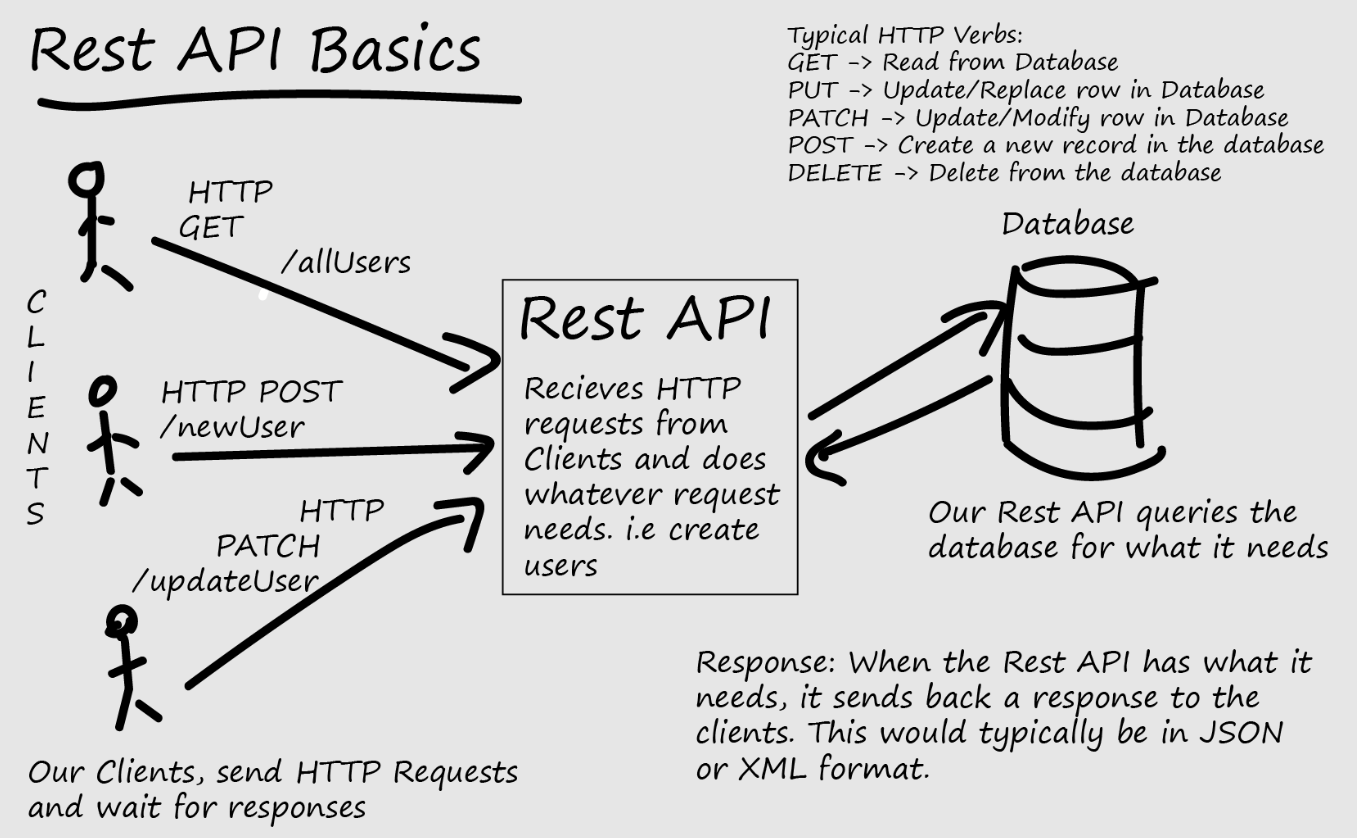 Rest API Basics
Typical HTTP Verbs:
GET -> Read from Database
PUT -> Update/Replace row in Database
PATCH -> Update/Modify row in Database
POST -> Create a new record in the database
DELETE -> Delete from the database
HTTP
GET
/allUsers
CLIENTS
HTTP POST
/newUser
HTTP
PATCH
/updateUser
Our Clients, send HTTP Requests
and wait for responses
Rest API
Recieves HTTP
requests from
Clients and does
whatever request
needs. i.e create
users
Database
Our Rest API queries the
database for what it needs
Response: When the Rest API has what it
needs, it sends back a response to the
clients. This would typically be in JSON
or XML format.